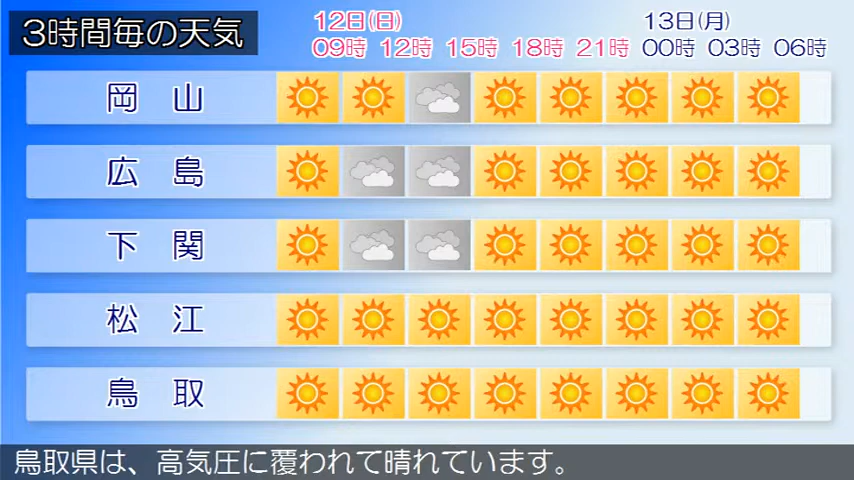 3時間毎の天気
12日(日) 13日(月)
09時 12時 15時 18時 21時 00時 03時 06時
岡 山
広 島
下 関
松 江
鳥 取
鳥取県は、高気圧に覆われて晴れています。